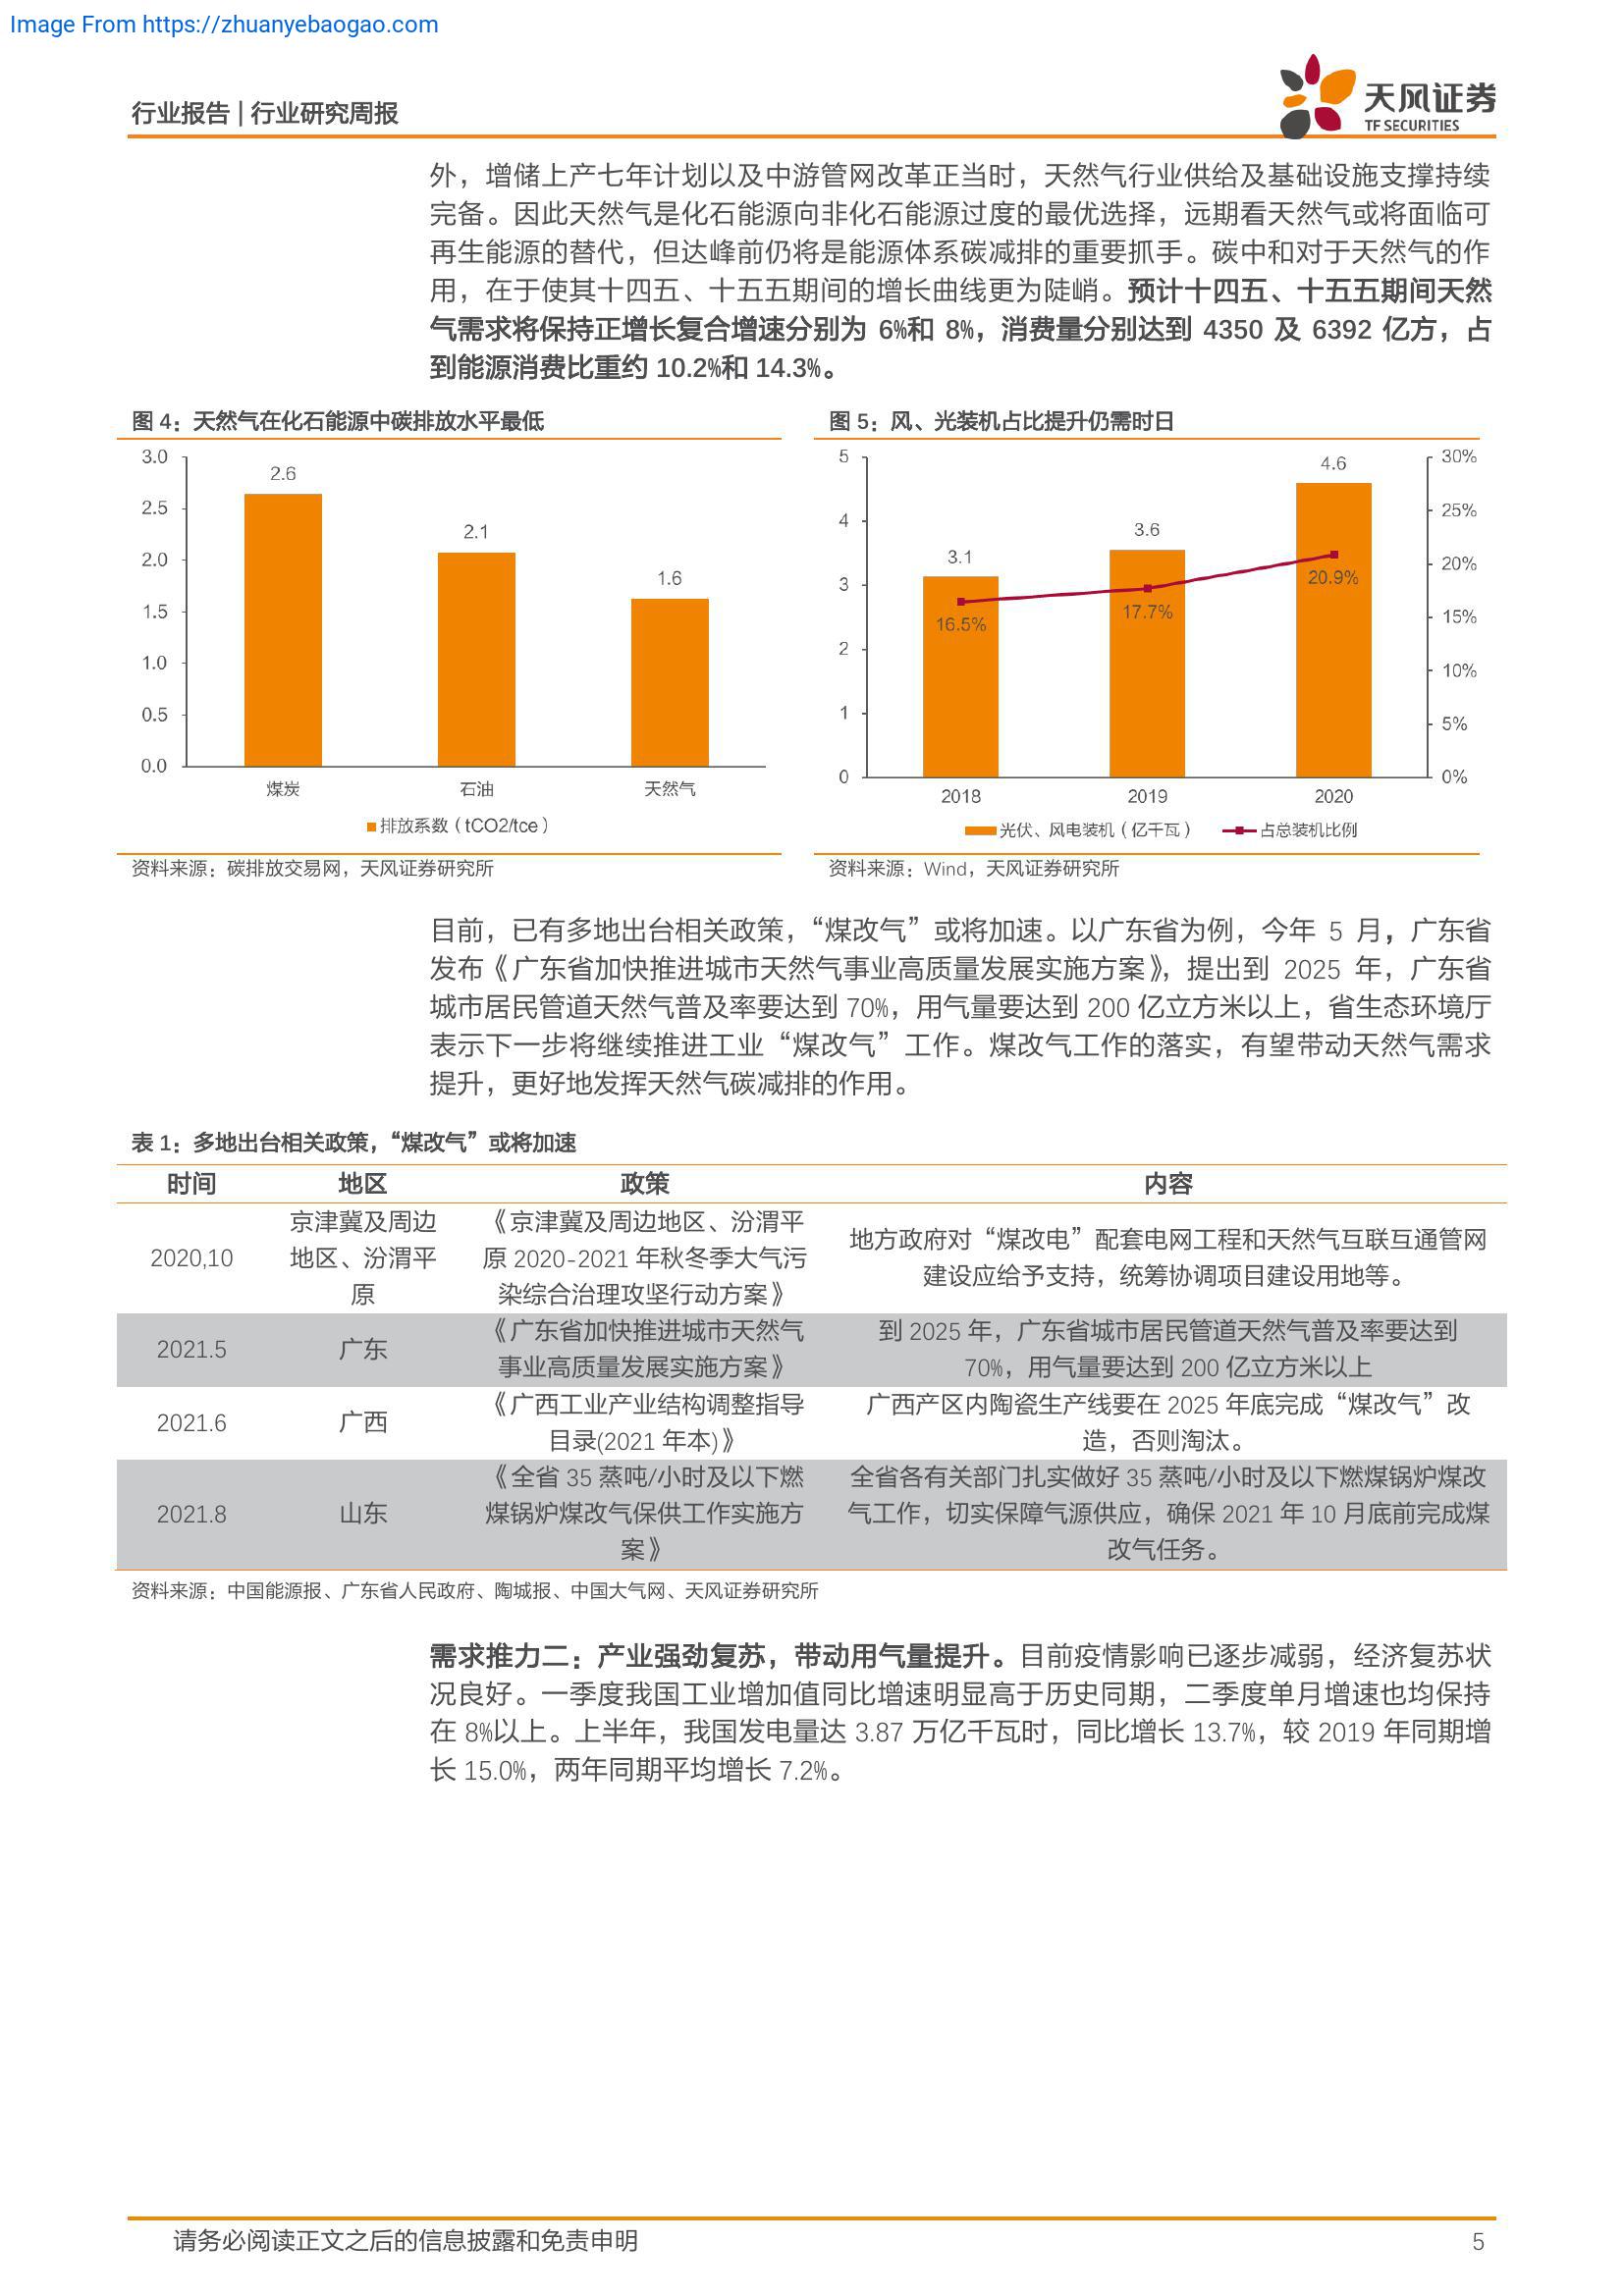 Image From https://zhuanyebaogao.com
行业报告 | 行业研究周报
天风证券
TF SECURITIES
外，增储上产七年计划以及中游管网改革正当时，天然气行业供给及基础设施支撑持续
完备。因此天然气是化石能源向非化石能源过度的最优选择，远期看天然气或将面临可
再生能源的替代，但达峰前仍将是能源体系碳减排的重要抓手。碳中和对于天然气的作
用，在于使其十四五、十五五期间的增长曲线更为陡峭。预计十四五、十五五期间天然
气需求将保持正增长复合增速分别为 6%和 8%，消费量分别达到 4350 及 6392 亿方，占
到能源消费比重约 10.2%和 14.3%。
图 4：天然气在化石能源中碳排放水平最低
3.0
2.5
2.0
1.5
1.0
0.5
0.0
2.6
2.1
1.6
煤炭
石油
天然气
排放系数（tCO2/tce）
资料来源：碳排放交易网，天风证券研究所
图 5：风、光装机占比提升仍需时日
5
4
3
2
1
0
3.1
3.6
4.6
16.5%
17.7%
20.9%
30%
25%
20%
15%
10%
5%
0%
2018
2019
2020
光伏、风电装机（亿千瓦）
占总装机比例
资料来源：Wind，天风证券研究所
目前，已有多地出台相关政策，“煤改气”或将加速。以广东省为例，今年 5 月，广东省
发布《广东省加快推进城市天然气事业高质量发展实施方案》，提出到 2025 年，广东省
城市居民管道天然气普及率要达到 70%，用气量要达到 200 亿立方米以上，省生态环境厅
表示下一步将继续推进工业“煤改气”工作。煤改气工作的落实，有望带动天然气需求
提升，更好地发挥天然气碳减排的作用。
表 1：多地出台相关政策，“煤改气”或将加速
时间 地区 政策 内容
2020,10
京津冀及周边
地区、汾渭平
原
《京津冀及周边地区、汾渭平
原 2020-2021 年秋冬季大气污
染综合治理攻坚行动方案》
地方政府对“煤改电”配套电网工程和天然气互联互通管网
建设应给予支持，统筹协调项目建设用地等。
2021.5
广东
《广东省加快推进城市天然气
事业高质量发展实施方案》
到 2025 年，广东省城市居民管道天然气普及率要达到
70%，用气量要达到 200 亿立方米以上
2021.6
广西
《广西工业产业结构调整指导
目录(2021 年本)》
广西产区内陶瓷生产线要在 2025 年底完成“煤改气”改
造，否则淘汰。
2021.8
山东
《全省 35 蒸吨/小时及以下燃
煤锅炉煤改气保供工作实施方
案》
全省各有关部门扎实做好 35 蒸吨/小时及以下燃煤锅炉煤改
气工作，切实保障气源供应，确保 2021 年 10 月底前完成煤
改气任务。
资料来源：中国能源报、广东省人民政府、陶城报、中国大气网、天风证券研究所
需求推力二：产业强劲复苏，带动用气量提升。目前疫情影响已逐步减弱，经济复苏状
况良好。一季度我国工业增加值同比增速明显高于历史同期，二季度单月增速也均保持
在 8%以上。上半年，我国发电量达 3.87 万亿千瓦时，同比增长 13.7%，较 2019 年同期增
长 15.0%，两年同期平均增长 7.2%。
请务必阅读正文之后的信息披露和免责申明
5